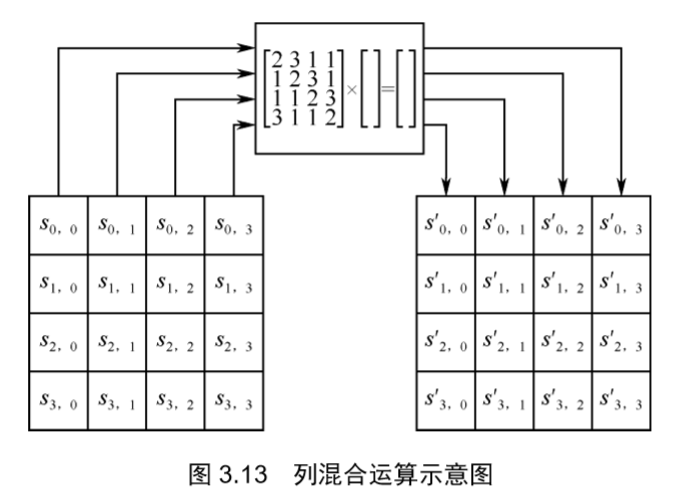 2 3 1 1
1 2 3 1
1 1 2 3
3 1 1 2
× =
s0, 0 s0, 1 s0, 2 s0, 3
s1, 0 s1, 1 s1, 2 s1, 3
s2, 0 s2, 1 s2, 2 s2, 3
s3, 0 s3, 1 s3, 2 s3, 3
s′0, 0 s′0, 1 s′0, 2 s′0, 3
s′1, 0 s′1, 1 s′1, 2 s′1, 3
s′2, 0 s′2, 1 s′2, 2 s′2, 3
s′3, 0 s′3, 1 s′3, 2 s′3, 3
图 3.13 列混合运算示意图